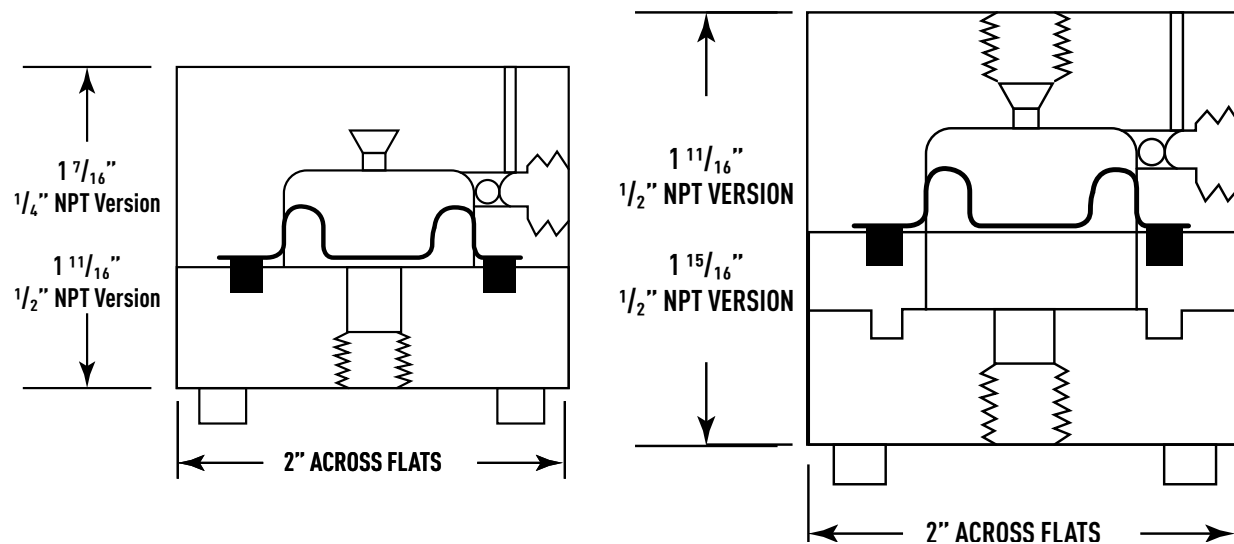 1 7/16”
1/4” NPT Version
1 11/16”
1/2” NPT Version
2” ACROSS FLATS
1 11/16”
1/2” NPT VERSION
1 15/16”
1/2” NPT VERSION
2” ACROSS FLATS